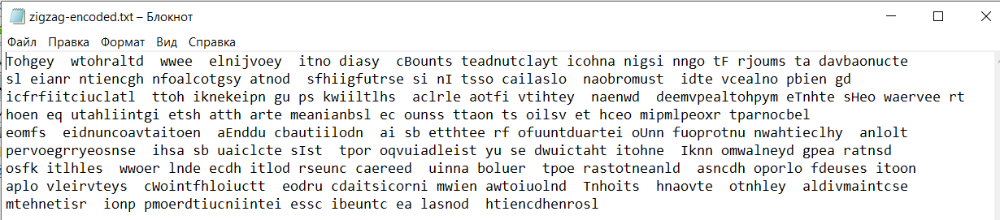 zigzag-encoded.txt – Блокнот
Файл Правка Формат Вид Справка
Tohgey  wtohraltd  wwee  elnijvoey  itno diasy  cBounts teadnutclayt icohna nigsi nngo tF rjoums ta davbaonucte
sl eianr ntiencgh nfoalcotgsy atnod  sfhiigfutrse si nI tsso cailaslo  naobromust  idte vcealno pbien gd
icfrfiitciuclatl  ttoh iknekeipn gu ps kwiiltlhs  aclrle aotfi vtihtey  naenwd  deemvpealtohpym eTnhte sHeo waervee rt
hoen eq utahliintgi etsh atth arte meanianbsl ec ounss ttaon ts oilsv et hceo mipmlpeoxr tparnocbel
eomfs  eidnuncoavtaitoen  aEnddu cbautiilodn  ai sb etthtee rf ofuuntduartei oUnn fuoprotnu nwahtieclhy  anlolt
pervoegrryeosnse  ihsa sb uaiclcte sIst  tpor oqvuiadleist yu se dwuictaht itohne  Iknn omwalneyd gpea ratnsd
osfk itlhles  wwoer lnde ecdh itlod rseunc caereed  uinna boluer  tpoe rastotneanld  asncdh oporlo fdeuses itoon
aplo vleirvteys  cWointfhloiuctt  eodru cdaitsicorni mwien awtoiuolnd  Tnhoits  hnaovte  otnhley  aldivmaintcse
mtehnetisr  ionp pmoerdtiucniintei essc ibeuntc ea lasnod  htiencdhenrosl